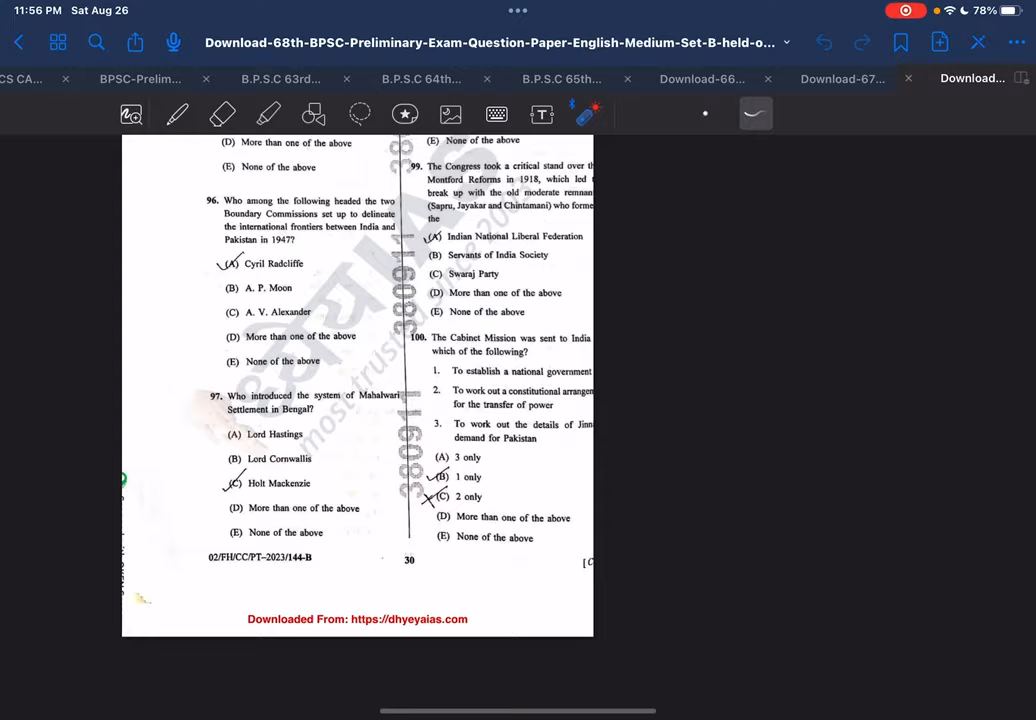 11:56 PM Sat Aug 26
78%
Download-68th-BPSC-Preliminary-Exam-Question-Paper-English-Medium-Set-B-held-o...
CS CA...
BPSC-Prelim...
B.P.S.C 63rd...
B.P.S.C 64th...
B.P.S.C 65th...
Download-66...
Download-67...
Download...
(D) More than one of the above
(E) None of the above
96. Who among the following headed the two
Boundary Commissions set up to delineate
the international frontiers between India and
Pakistan in 1947?
(A) Cyril Radcliffe
(B) A. P. Moon
(C) A. V. Alexander
(D) More than one of the above
(E) None of the above
97. Who introduced the system of Mahalwari
Settlement in Bengal?
(A) Lord Hastings
(B) Lord Cornwallis
(C) Holt Mackenzie
(D) More than one of the above
(E) None of the above
02/FH/CC/PT–2023/144-B
(E) None of the above
99. The Congress took a critical stand over th
Montford Reforms in 1918, which led
break up with the old moderate remnan
(Sapru, Jayakar and Chintamani) who forme
the
(A) Indian National Liberal Federation
(B) Servants of India Society
(C) Swaraj Party
(D) More than one of the above
(E) None of the above
100. The Cabinet Mission was sent to India
which of the following?
1. To establish a national government
2. To work out a constitutional arrangen
for the transfer of power
3. To work out the details of Jinn
demand for Pakistan
(A) 3 only
(B) 1 only
(C) 2 only
(D) More than one of the above
(E) None of the above
30
[ C
380911
380911
ध्येयIAS
most trusted since 2003
Downloaded From: https://dhyeyaias.com